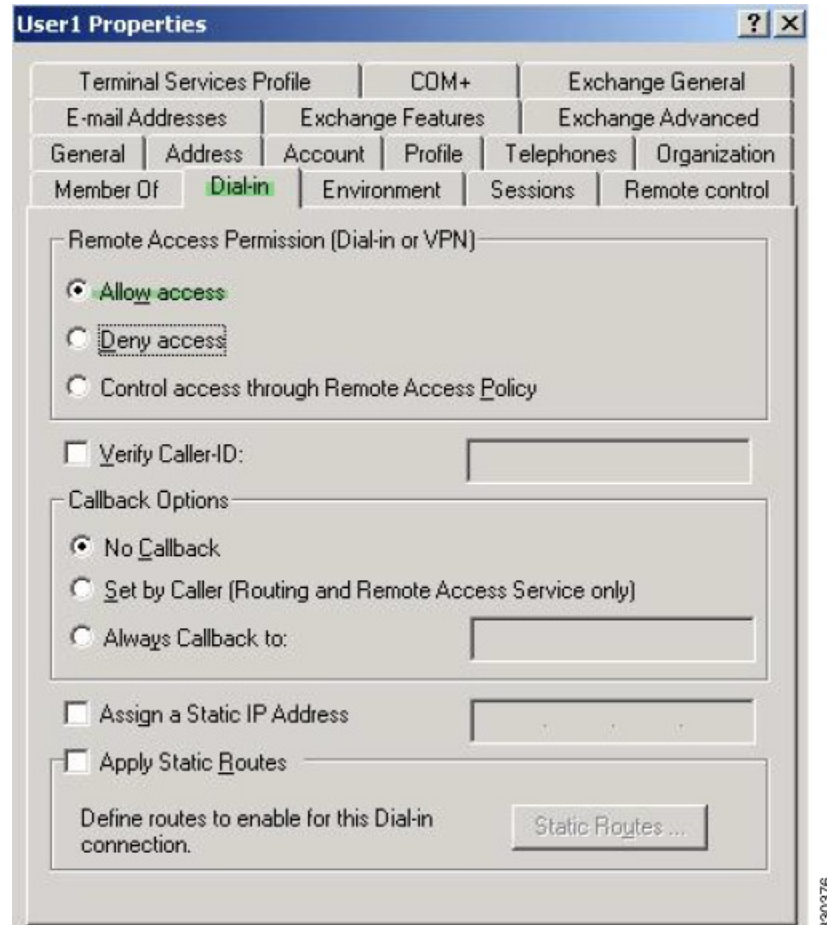 User1 Properties
Terminal Services Profile COM+ Exchange General
E-mail Addresses Exchange Features Exchange Advanced
General Address Account Profile Telephones Organization
Member Of Dial-in Environment Sessions Remote control
Remote Access Permission (Dial-in or VPN)
Allow access
Deny access
Control access through Remote Access Policy
Verify Caller-ID:
Callback Options
No Callback
Set by Caller (Routing and Remote Access Service only)
Always Callback to:
Assign a Static IP Address
Apply Static Routes
Define routes to enable for this Dial-in
connection.
Static Routes ...